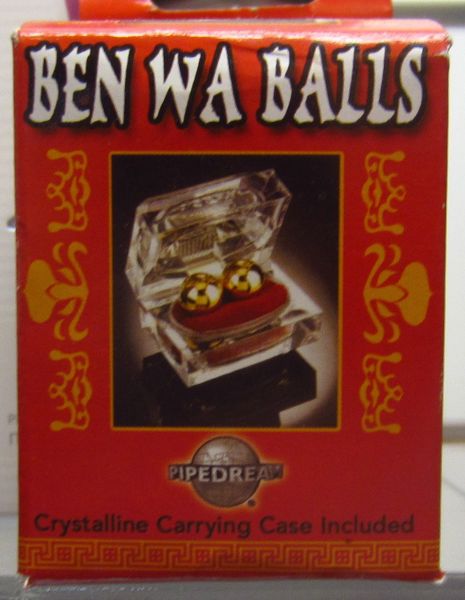 BEN WA BALLS
PIPEDREAM
Crystalline Carrying Case Included